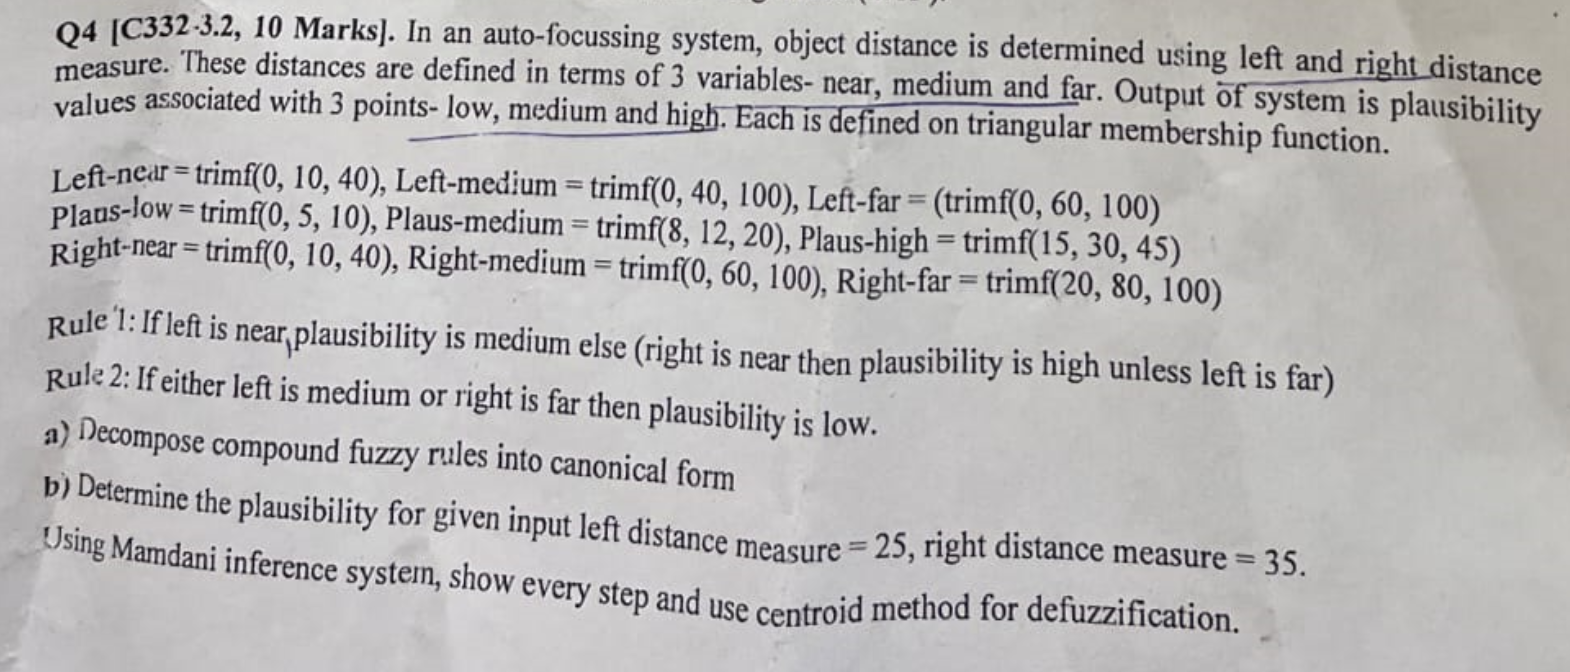 Q4 [C332-3.2, 10 Marks]. In an auto-focussing system, object distance is determined using left and right distance
measure. These distances are defined in terms of 3 variables- near, medium and far. Output of system is plausibility
values associated with 3 points- low, medium and high. Each is defined on triangular membership function.
Left-near = trimf(0, 10, 40), Left-medium = trimf(0, 40, 100), Left-far = (trimf(0, 60, 100)
Plaus-low = trimf(0, 5, 10), Plaus-medium = trimf(8, 12, 20), Plaus-high = trimf(15, 30, 45)
Right-near = trimf(0, 10, 40), Right-medium = trimf(0, 60, 100), Right-far = trimf(20, 80, 100)
Rule 1: If left is near, plausibility is medium else (right is near then plausibility is high unless left is far)
Rule 2: If either left is medium or right is far then plausibility is low.
a) Decompose compound fuzzy rules into canonical form
b) Determine the plausibility for given input left distance measure = 25, right distance measure = 35.
Using Mamdani inference system, show every step and use centroid method for defuzzification.